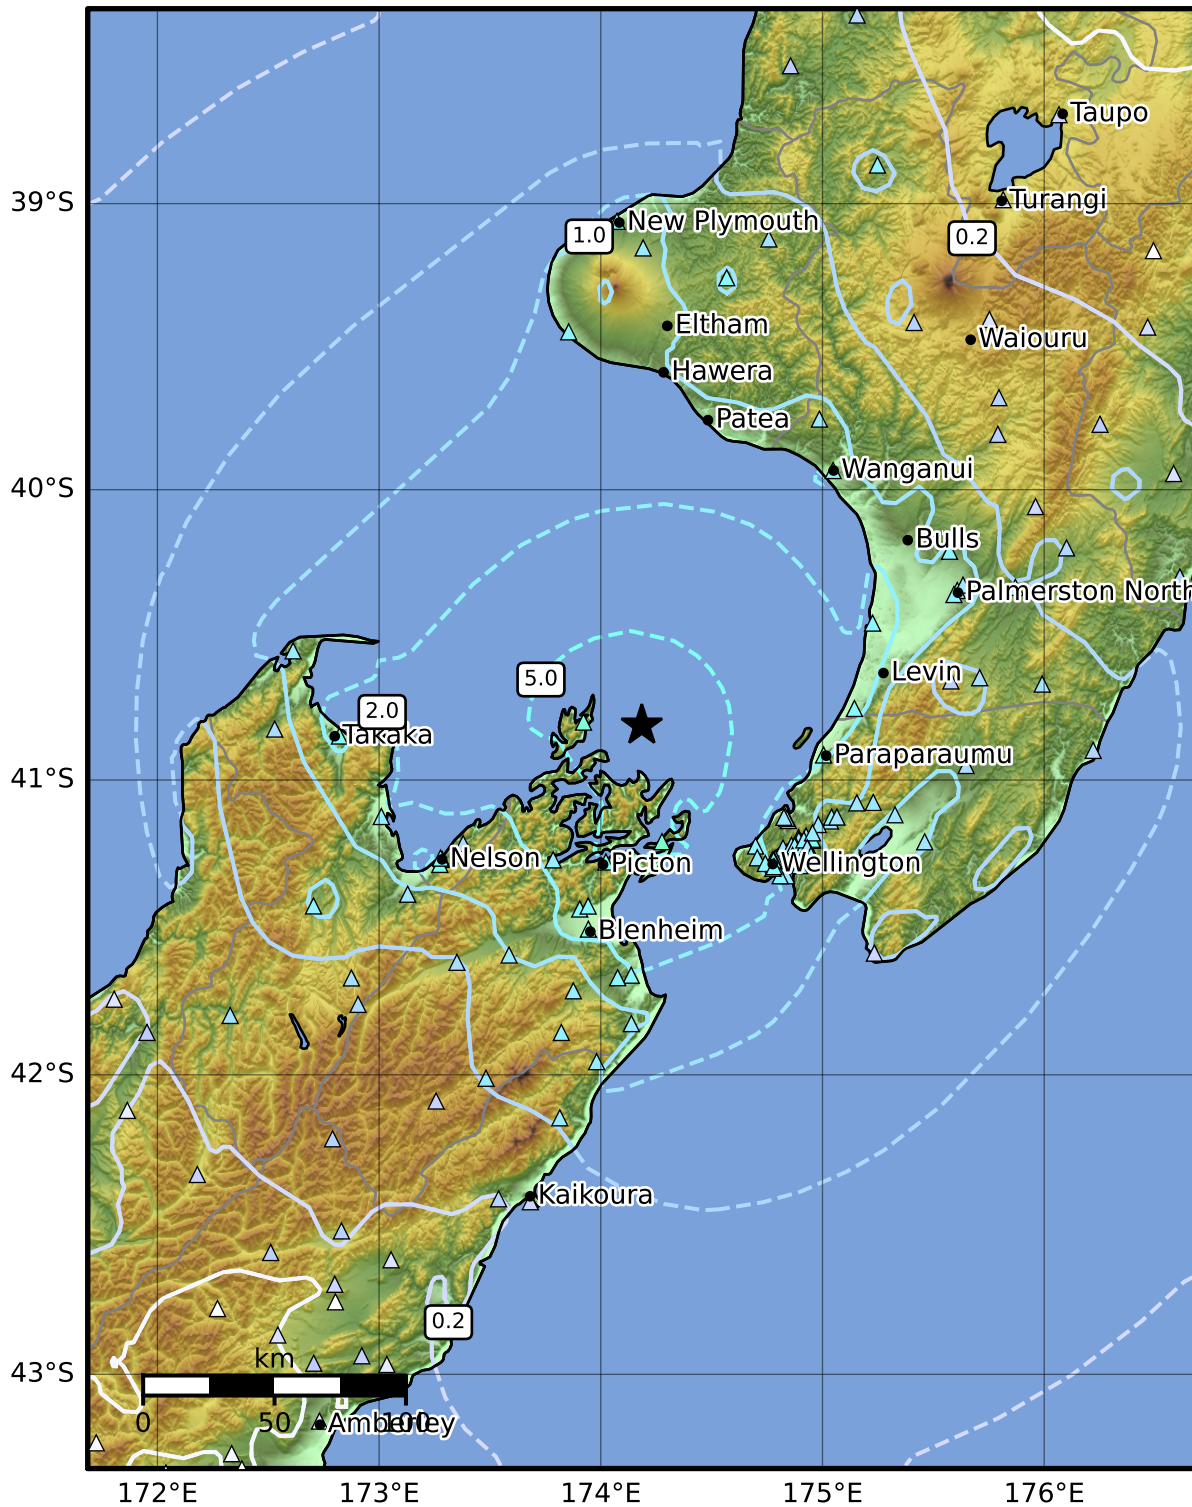 Taupo
39°S
Turangi
New Plymouth
1.0
0.2
Eltham
Waiouru
Hawera
Patea
40°S
Wanganui
Bulls
Palmerston North
5.0
Levin
2.0
Takaka
41°S
Paraparaumu
Nelson
Picton
Wellington
Blenheim
42°S
Kaikoura
0.2
km
43°S
0
50
100
Amberley
172°E
173°E
174°E
175°E
176°E